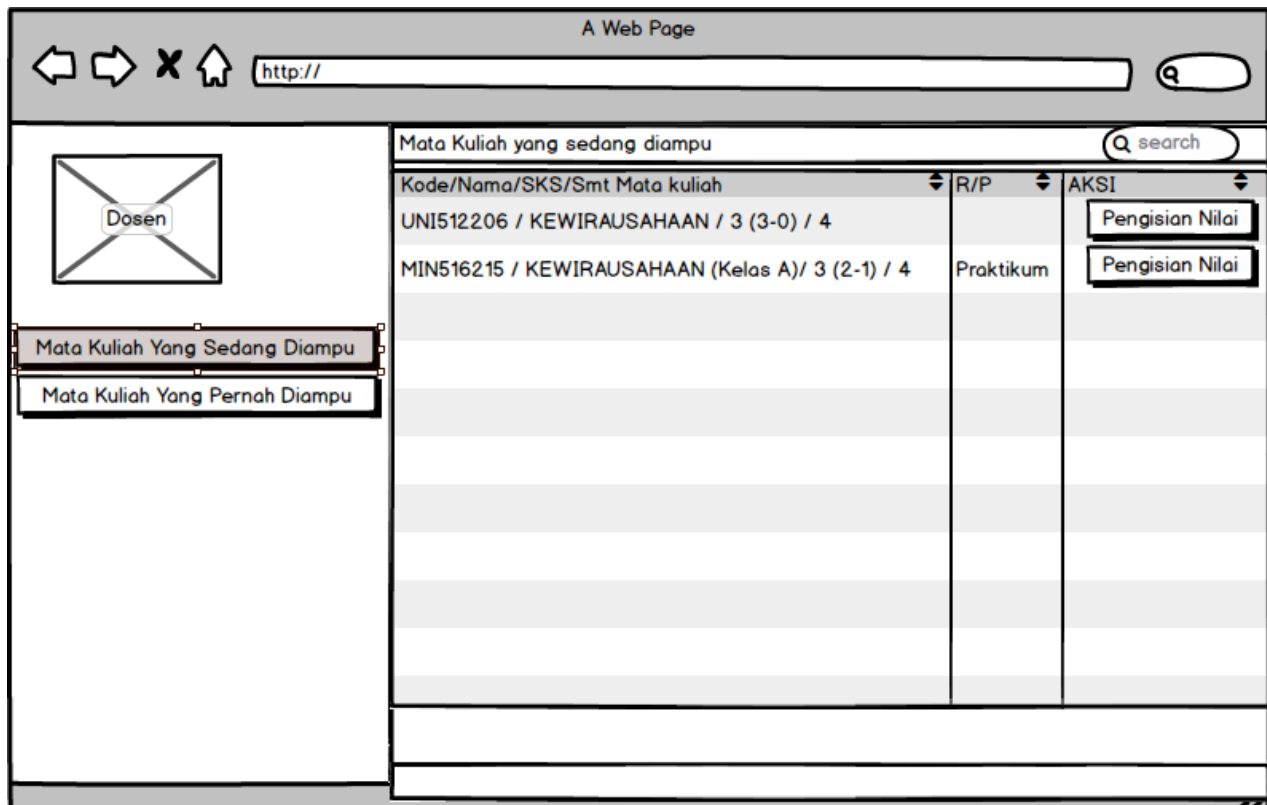 A Web Page
http://
Dosen
Mata Kuliah Yang Sedang Diampu
Mata Kuliah Yang Pernah Diampu
Mata Kuliah yang sedang diampu
search
Kode/Nama/SKS/Smt Mata kuliah R/P AKSI
UNI512206 / KEWIRAUSAHAAN / 3 (3-0) / 4 Pengisian Nilai
MIN516215 / KEWIRAUSAHAAN (Kelas A)/ 3 (2-1) / 4 Praktikum Pengisian Nilai